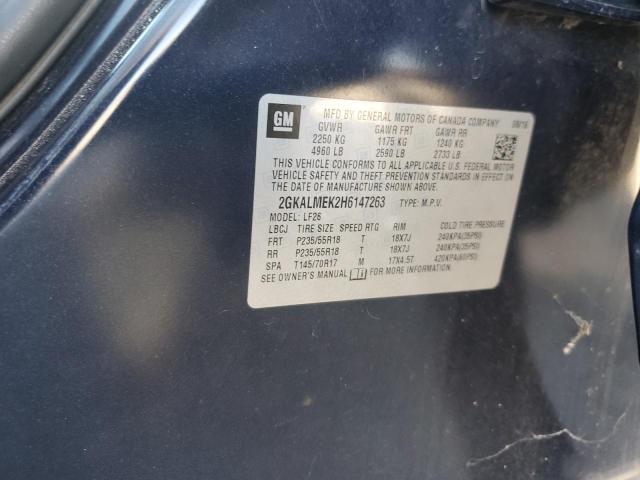 GM MFD BY GENERAL MOTORS OF CANADA COMPANY 09/16
GVWR GAWR FRT GAWR RR
2250 KG 1175 KG 1240 KG
4960 LB 2590 LB 2733 LB
THIS VEHICLE CONFORMS TO ALL APPLICABLE U.S. FEDERAL MOTOR
VEHICLE SAFETY AND THEFT PREVENTION STANDARDS IN EFFECT ON
THE DATE OF MANUFACTURE SHOWN ABOVE.
2GKALMEK2H6147263 TYPE: M.P.V.
MODEL: LF26
LBCJ TIRE SIZE SPEED RTG RIM COLD TIRE PRESSURE
FRT P235/55R18 T 18X7J 240KPA(35PSI)
RR P235/55R18 T 18X7J 240KPA(35PSI)
SPA T145/70R17 M 17X4.5T 420KPA(60PSI)
SEE OWNER'S MANUAL FOR MORE INFORMATION.